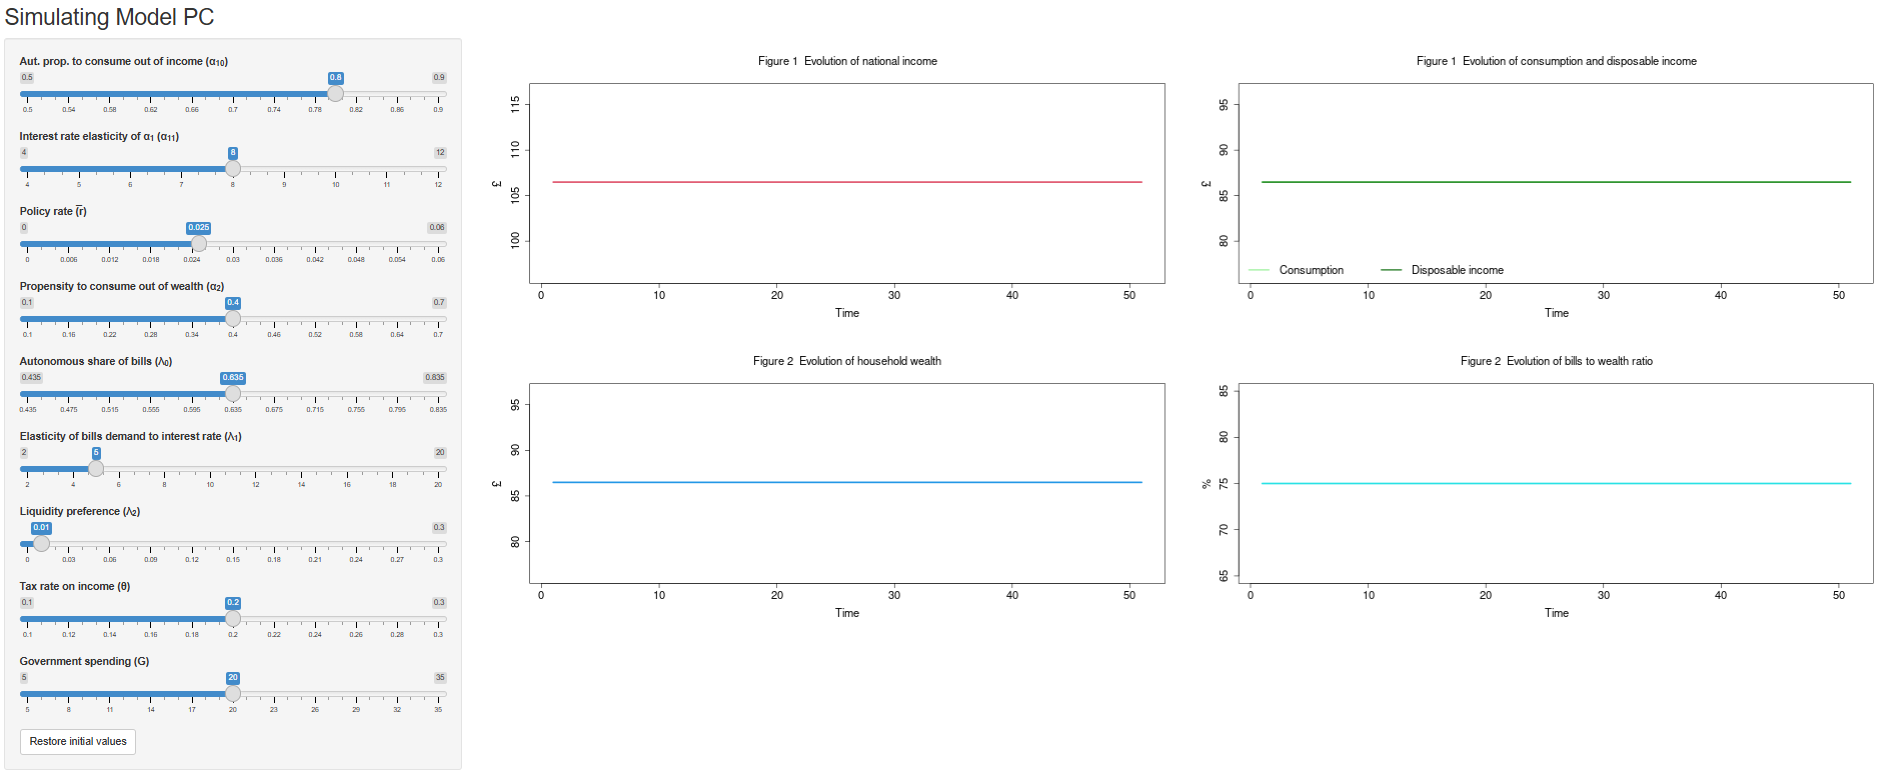 Simulating Model PC
Aut. prop. to consume out of income (α₁₀)
0.5 0.8 0.9
0.5 0.54 0.58 0.62 0.66 0.7 0.74 0.78 0.82 0.86 0.9
Interest rate elasticity of α₁ (α₁₁)
4 8 12
4 5 6 7 8 9 10 11 12
Policy rate (r̅)
0 0.025 0.06
0 0.006 0.012 0.018 0.024 0.03 0.036 0.042 0.048 0.054 0.06
Propensity to consume out of wealth (α₂)
0.1 0.4 0.7
0.1 0.16 0.22 0.28 0.34 0.4 0.46 0.52 0.58 0.64 0.7
Autonomous share of bills (λ₀)
0.435 0.635 0.835
0.435 0.475 0.515 0.555 0.595 0.635 0.675 0.715 0.755 0.795 0.835
Elasticity of bills demand to interest rate (λ₁)
2 5 20
2 4 6 8 10 12 14 16 18 20
Liquidity preference (λ₂)
0.01 0.3
0 0.03 0.06 0.09 0.12 0.15 0.18 0.21 0.24 0.27 0.3
Tax rate on income (θ)
0.1 0.2 0.3
0.1 0.12 0.14 0.16 0.18 0.2 0.22 0.24 0.26 0.28 0.3
Government spending (G)
5 20 35
5 8 11 14 17 20 23 26 29 32 35
Restore initial values
Figure 1 Evolution of national income
£
115
110
105
100
0 10 20 30 40 50
Time
Figure 1 Evolution of consumption and disposable income
£
95
90
85
80
Consumption Disposable income
0 10 20 30 40 50
Time
Figure 2 Evolution of household wealth
£
95
90
85
80
0 10 20 30 40 50
Time
Figure 2 Evolution of bills to wealth ratio
%
85
80
75
70
65
0 10 20 30 40 50
Time